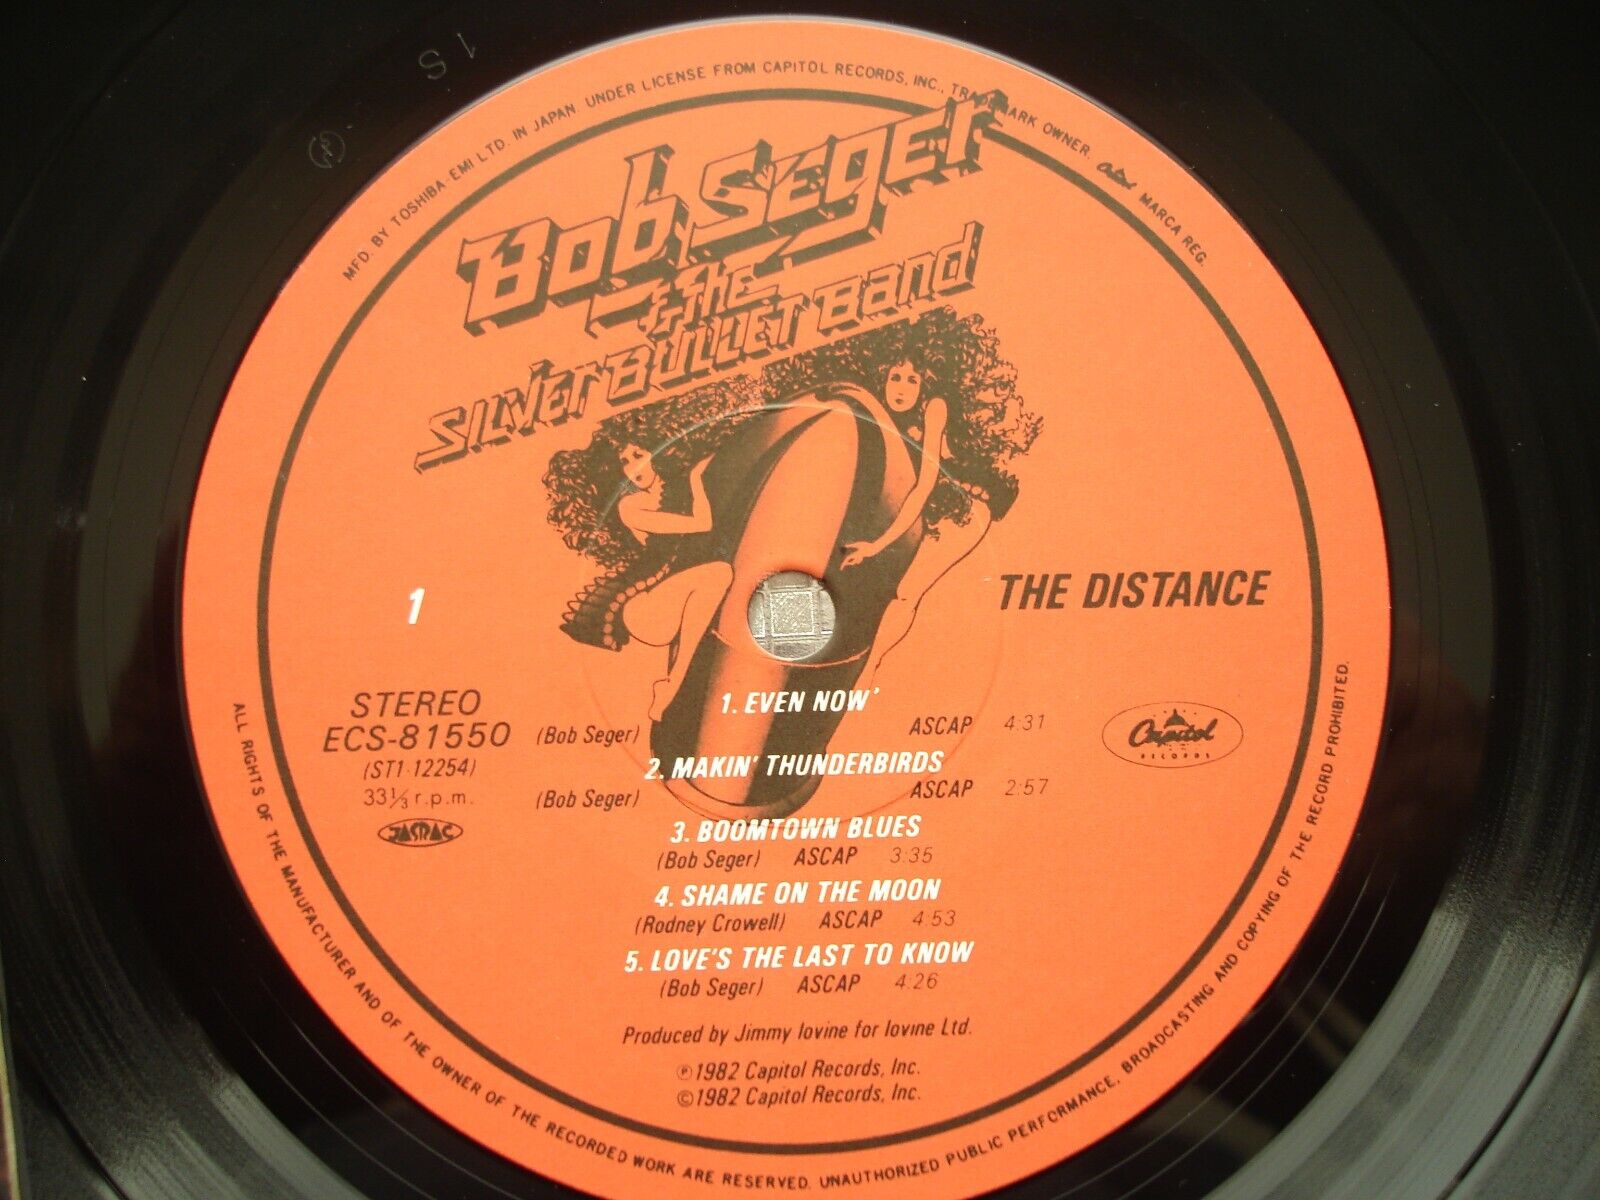 1 S
MFD. BY TOSHIBA-EMI LTD. IN JAPAN. UNDER LICENSE FROM CAPITOL RECORDS, INC., TRADEMARK OWNER. Capitol MARCA REG.
Bob Seger
& the
Silver Bullet Band
THE DISTANCE
1
STEREO
ECS-81550
(ST1-12254)
33 1/3 r.p.m.
JASRAC
1. EVEN NOW'
(Bob Seger) ASCAP 4:31
2. MAKIN' THUNDERBIRDS
(Bob Seger) ASCAP 2:57
3. BOOMTOWN BLUES
(Bob Seger) ASCAP 3:35
4. SHAME ON THE MOON
(Rodney Crowell) ASCAP 4:53
5. LOVE'S THE LAST TO KNOW
(Bob Seger) ASCAP 4:26
Capitol
RECORDS
Produced by Jimmy Iovine for Iovine Ltd.
℗1982 Capitol Records, Inc.
©1982 Capitol Records, Inc.
ALL RIGHTS OF THE MANUFACTURER AND OF THE OWNER OF THE RECORDED WORK ARE RESERVED. UNAUTHORIZED PUBLIC PERFORMANCE, BROADCASTING AND COPYING OF THE RECORD PROHIBITED.